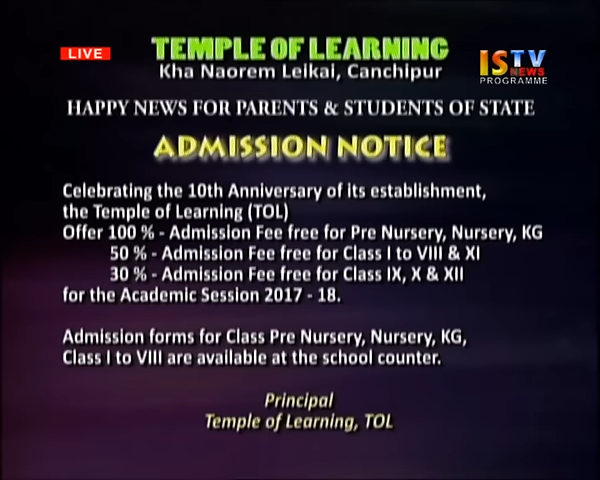 LIVE
TEMPLE OF LEARNING
Kha Naorem Leikai, Canchipur
ISTV
NEWS
PROGRAMME
HAPPY NEWS FOR PARENTS & STUDENTS OF STATE
ADMISSION NOTICE
Celebrating the 10th Anniversary of its establishment,
the Temple of Learning (TOL)
Offer 100 % - Admission Fee free for Pre Nursery, Nursery, KG
50 % - Admission Fee free for Class I to VIII & XI
30 % - Admission Fee free for Class IX, X & XII
for the Academic Session 2017 - 18.
Admission forms for Class Pre Nursery, Nursery, KG,
Class I to VIII are available at the school counter.
Principal
Temple of Learning, TOL